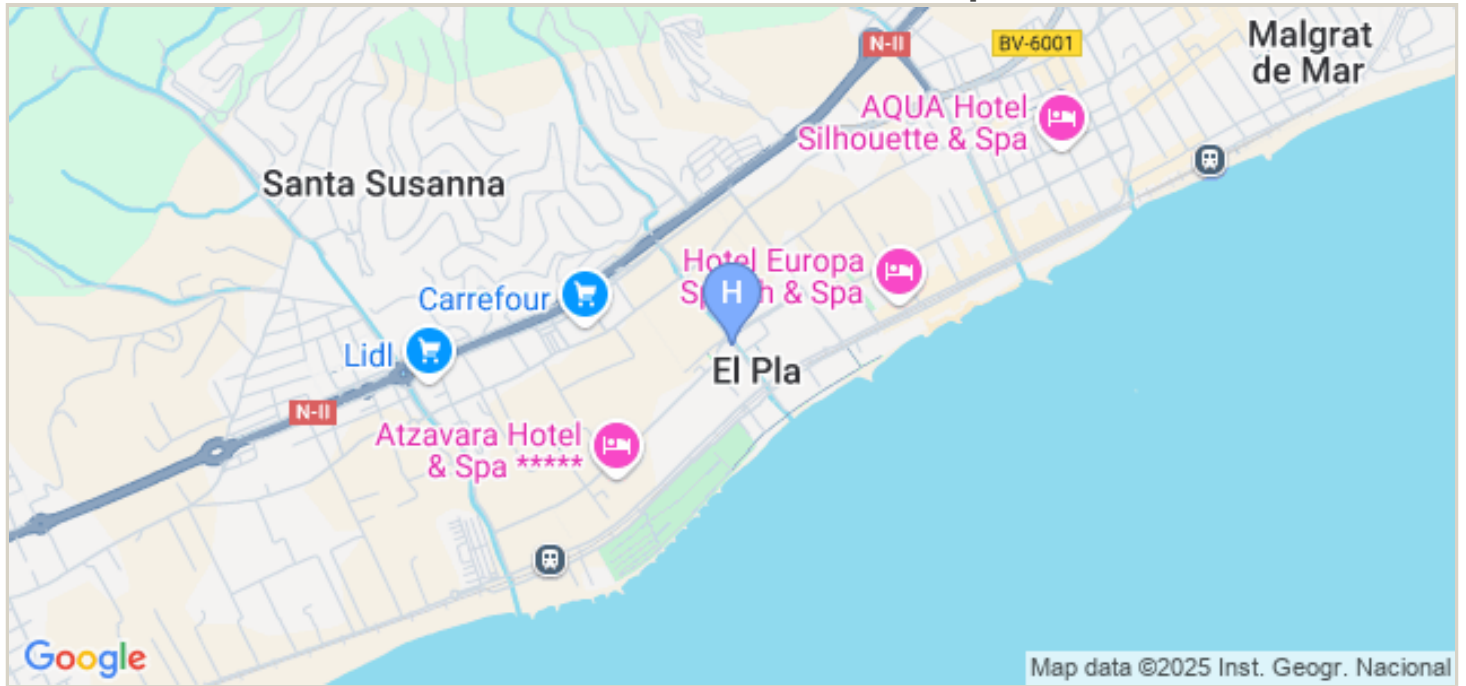 Malgrat
de Mar
N-II
BV-6001
AQUA Hotel
Silhouette & Spa
Santa Susanna
Hotel Europa
& Spa
H
Carrefour
Lidl
El Pla
N-II
Atzavara Hotel
& Spa *****
Google
Map data ©2025 Inst. Geogr. Nacional